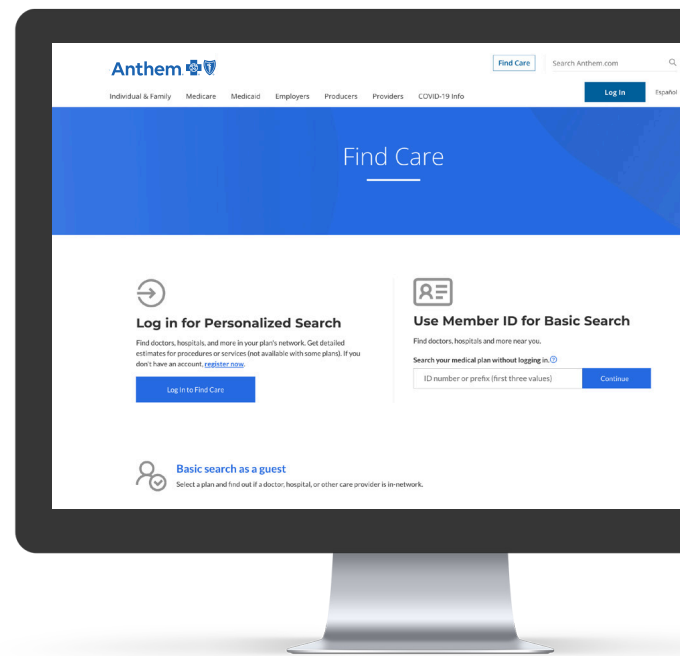 Anthem
Find Care
Search Anthem.com
Individual & Family Medicare Medicaid Employers Producers Providers COVID-19 Info
Log In
Español
Find Care
Log in for Personalized Search
Find doctors, hospitals, and more in your plan's network. Get detailed
estimates for procedures or services (not available with some plans). If you
don't have an account, register now.
Log in to Find Care
Use Member ID for Basic Search
Find doctors, hospitals and more near you.
Search your medical plan without logging in.
ID number or prefix (first three values)
Continue
Basic search as a guest
Select a plan and find out if a doctor, hospital, or other care provider is in-network.